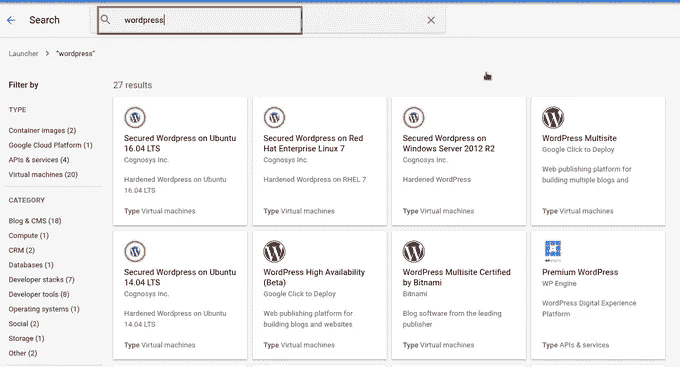 Search
wordpress
Launcher > "wordpress"
Filter by
TYPE
Container images (2)
Google Cloud Platform (1)
APIs & services (4)
Virtual machines (20)
CATEGORY
Blog & CMS (18)
Compute (1)
CRM (2)
Databases (1)
Developer stacks (7)
Developer tools (8)
Operating systems (1)
Social (2)
Storage (1)
Other (2)
27 results
Secured Wordpress on Ubuntu
16.04 LTS
Cognosys Inc.
Hardened Wordpress on Ubuntu
16.04 LTS
Type Virtual machines
Secured Wordpress on Red
Hat Enterprise Linux 7
Cognosys Inc.
Hardened Wordpress on RHEL 7
Type Virtual machines
Secured Wordpress on
Windows Server 2012 R2
Cognosys Inc.
Hardened WordPress
Type Virtual machines
WordPress Multisite
Google Click to Deploy
Web publishing platform for
building multiple blogs and
Type Virtual machines
Secured Wordpress on Ubuntu
14.04 LTS
Cognosys Inc.
Hardened Wordpress on Ubuntu
14.04 LTS
Type Virtual machines
WordPress High Availability
(Beta)
Google Click to Deploy
Web publishing platform for
building blogs and websites
Type Virtual machines
WordPress Multisite Certified
by Bitnami
Bitnami
Blog software from the leading
publisher
Type Virtual machines
Premium WordPress
WP Engine
WordPress Digital Experience
Platform
Type APIs & services